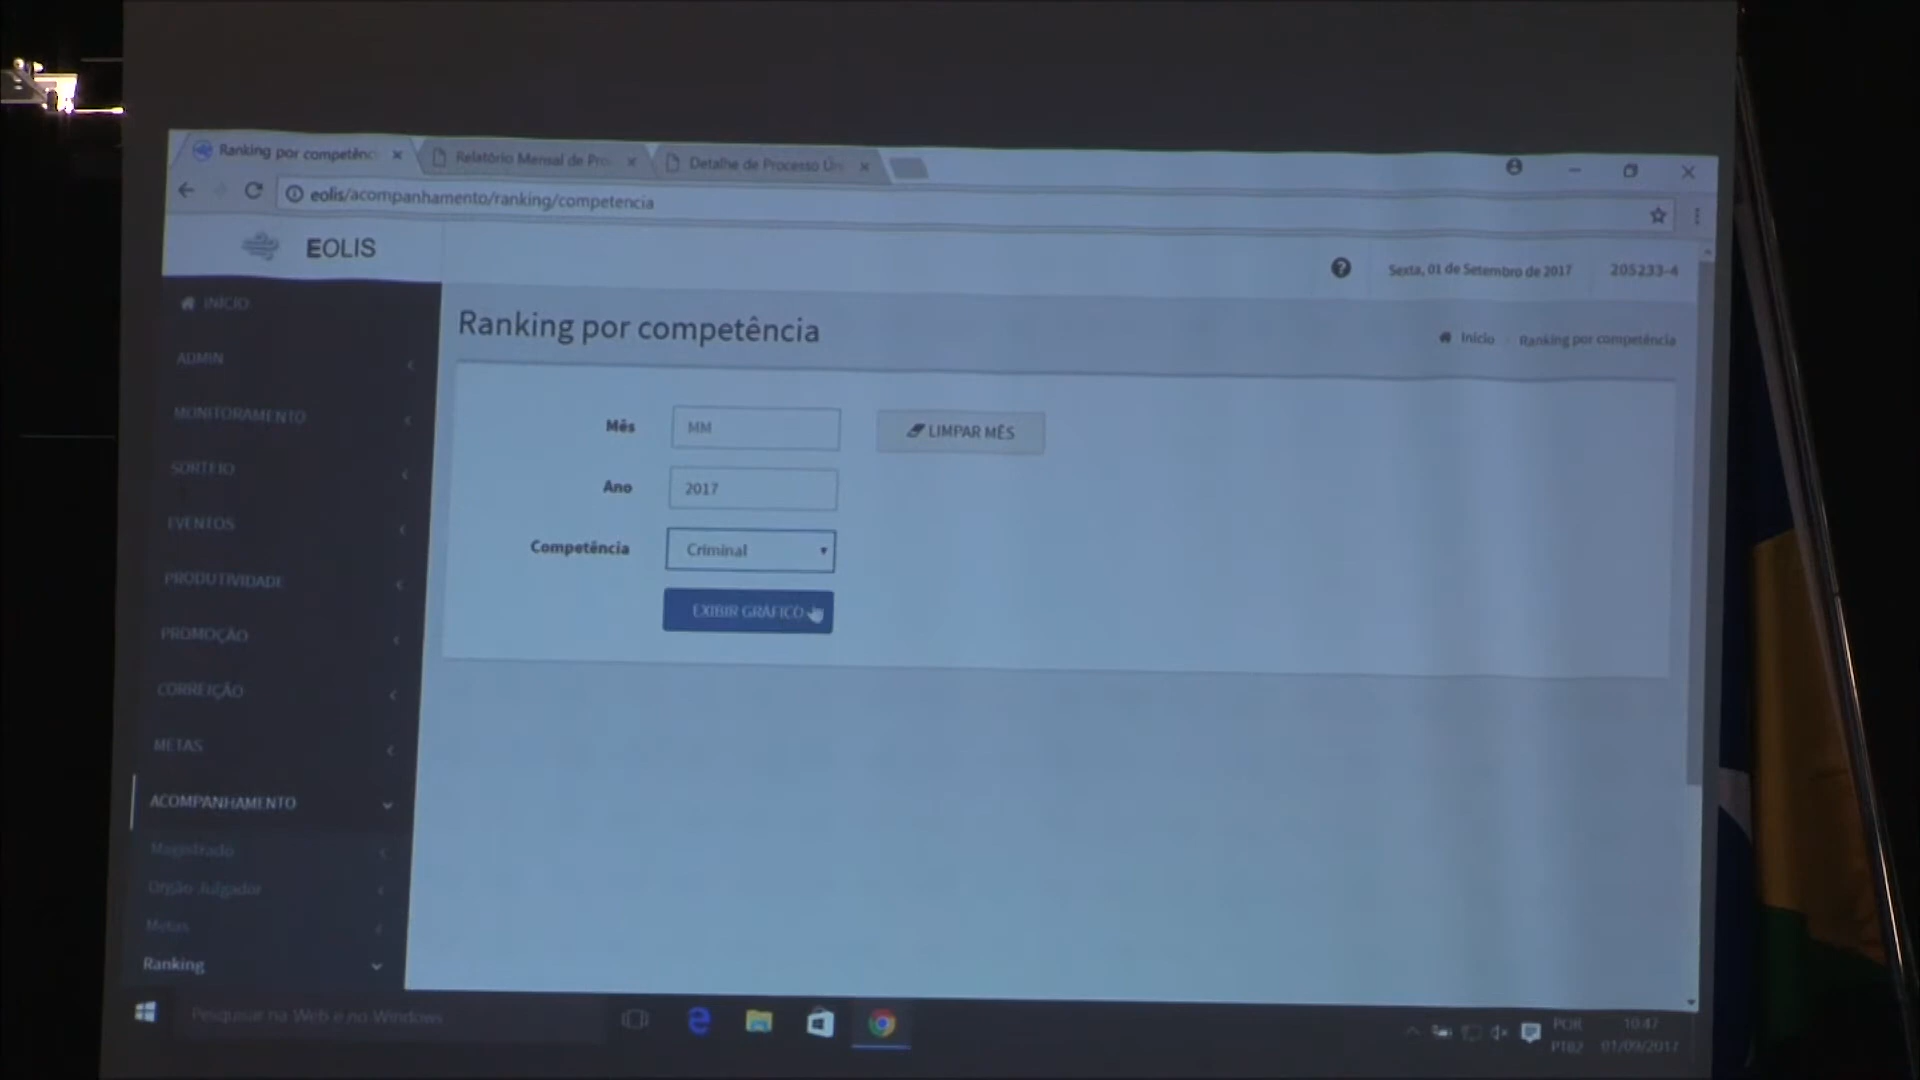 Ranking por competênc
Relatório Mensal de Pro
Detalhe de Processo Ún
eolis/acompanhamento/ranking/competencia
EOLIS
Sexta, 01 de Setembro de 2017
205233-4
INÍCIO
ADMIN
MONITORAMENTO
SORTEIO
EVENTOS
PRODUTIVIDADE
PROMOÇÃO
CORREIÇÃO
METAS
ACOMPANHAMENTO
Magistrado
Orgão Julgador
Metas
Ranking
Ranking por competência
Início
Ranking por competência
Mês
MM
LIMPAR MÊS
Ano
2017
Competência
Criminal
EXIBIR GRÁFICO
Pesquisar na Web e no Windows
POR
PTB2
10:47
01/09/2017